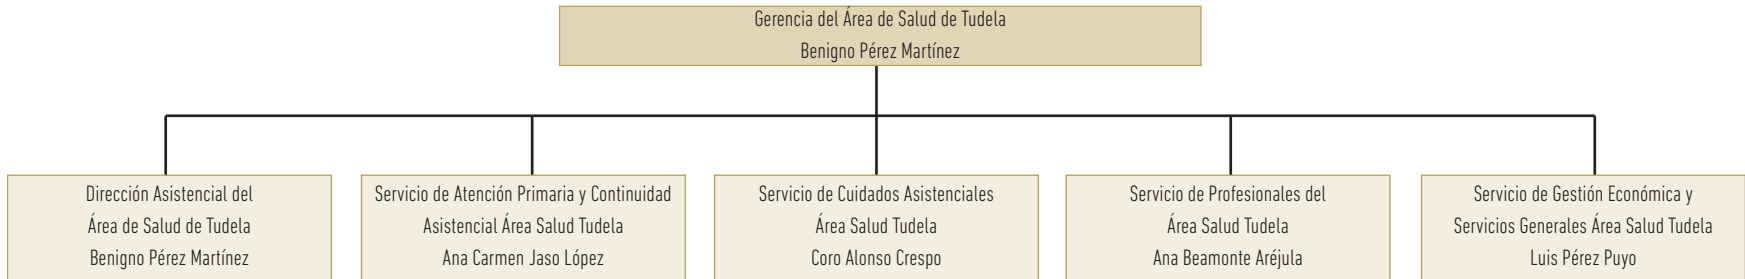 Gerencia del Área de Salud de Tudela
Benigno Pérez Martínez
Dirección Asistencial del
Área de Salud de Tudela
Benigno Pérez Martínez
Servicio de Atención Primaria y Continuidad
Asistencial Área Salud Tudela
Ana Carmen Jaso López
Servicio de Cuidados Asistenciales
Área Salud Tudela
Coro Alonso Crespo
Servicio de Profesionales del
Área Salud Tudela
Ana Beamonte Aréjula
Servicio de Gestión Económica y
Servicios Generales Área Salud Tudela
Luis Pérez Puyo